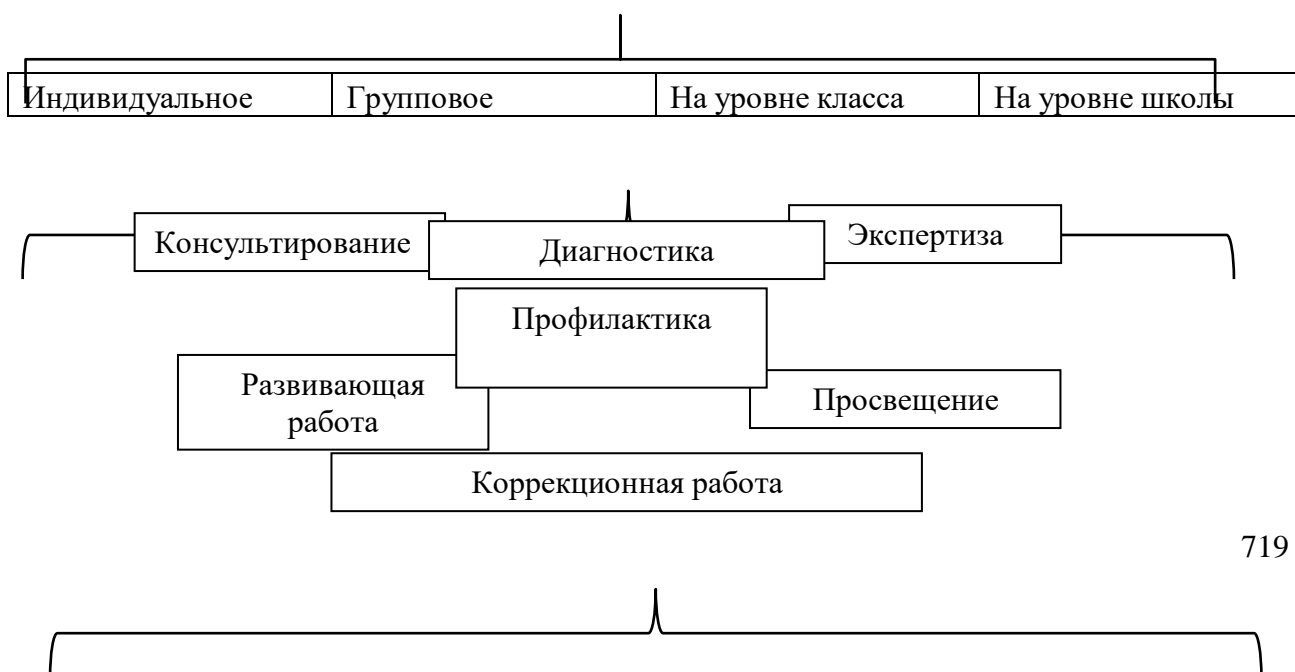 Индивидуальное Групповое На уровне класса На уровне школы
Консультирование Диагностика Экспертиза
Профилактика
Развивающая
работа
Просвещение
Коррекционная работа
719